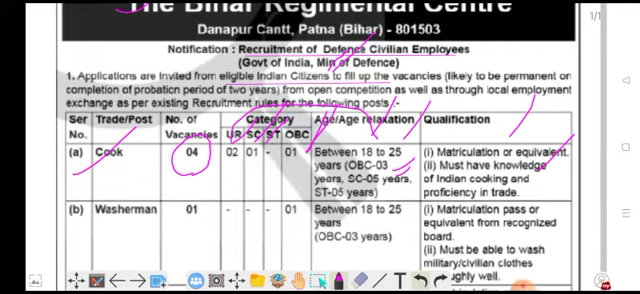 The Bihar Regimental Centre
1/1
Danapur Cantt, Patna (Bihar) - 801503
Notification : Recruitment of Defence Civilian Employees
(Govt of India, Min of Defence)
1. Applications are invited from eligible Indian Citizens to fill up the vacancies (likely to be permanent on
completion of probation period of two years) from open competition as well as through local employment
exchange as per existing Recruitment rules for the following posts :-
Ser No. | Trade/Post | No. of Vacancies | Category | Age/Age relaxation | Qualification
UR | SC | ST | OBC
(a) | Cook | 04 | 02 | 01 | - | 01 | Between 18 to 25 | (i) Matriculation or equivalent.
years (OBC-03 | (ii) Must have knowledge
years, SC-05 years, | of Indian cooking and
ST-05 years) | proficiency in trade.
(b) | Washerman | 01 | - | - | - | 01 | Between 18 to 25 | (i) Matriculation pass or
years | equivalent from recognized
(OBC-03 years) | board.
(ii) Must be able to wash
military/civilian clothes
ughly well.